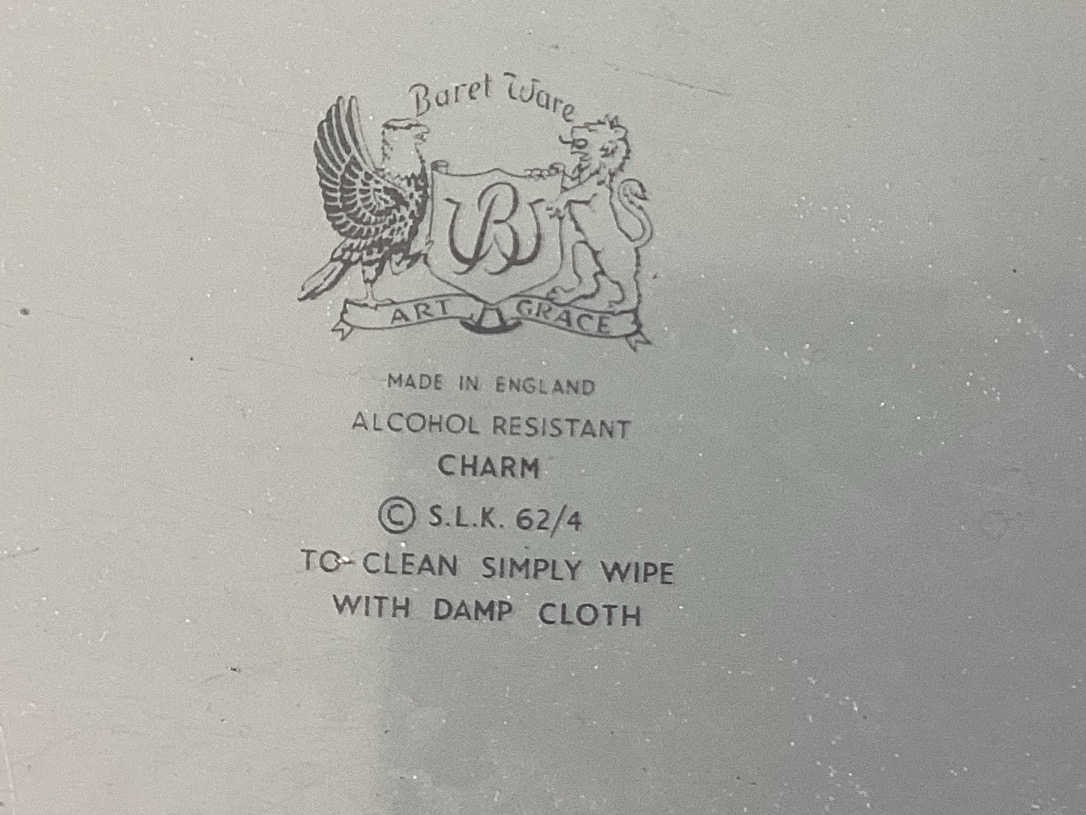 Baret Ware
BW
ART GRACE
MADE IN ENGLAND
ALCOHOL RESISTANT
CHARM
© S.L.K. 62/4
TO CLEAN SIMPLY WIPE
WITH DAMP CLOTH